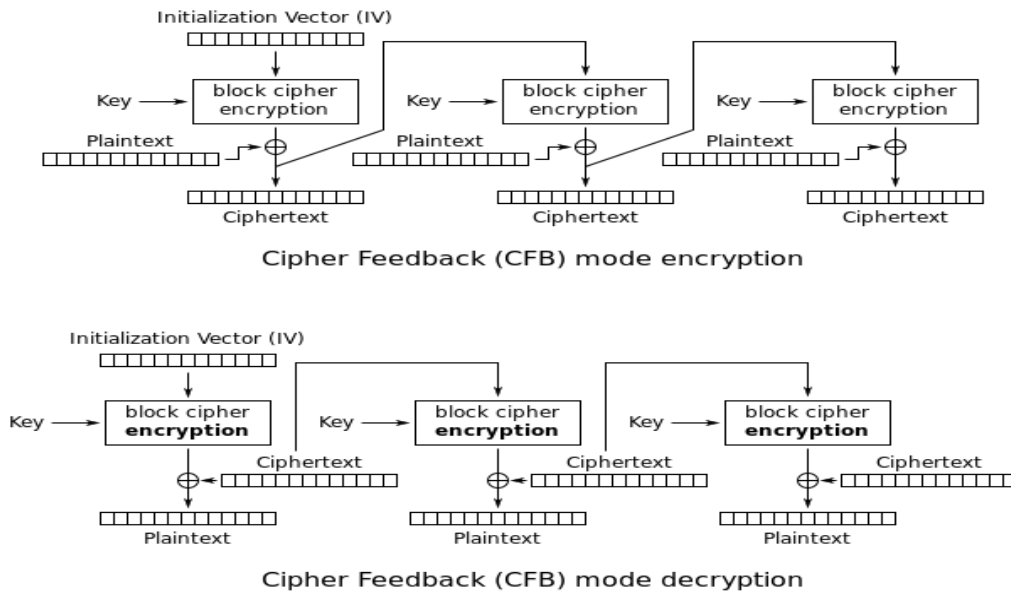 Initialization Vector (IV)
Key
block cipher
encryption
Key
block cipher
encryption
Key
block cipher
encryption
Plaintext
Plaintext
Plaintext
Ciphertext
Ciphertext
Ciphertext
Cipher Feedback (CFB) mode encryption
Initialization Vector (IV)
Key
block cipher
encryption
Key
block cipher
encryption
Key
block cipher
encryption
Ciphertext
Ciphertext
Ciphertext
Plaintext
Plaintext
Plaintext
Cipher Feedback (CFB) mode decryption